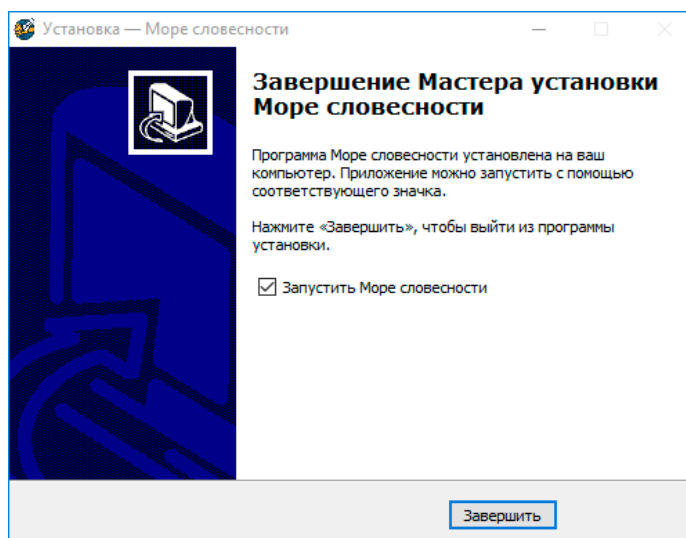 Установка — Море словесности
Завершение Мастера установки
Море словесности
Программа Море словесности установлена на ваш
компьютер. Приложение можно запустить с помощью
соответствующего значка.
Нажмите «Завершить», чтобы выйти из программы
установки.
Запустить Море словесности
Завершить